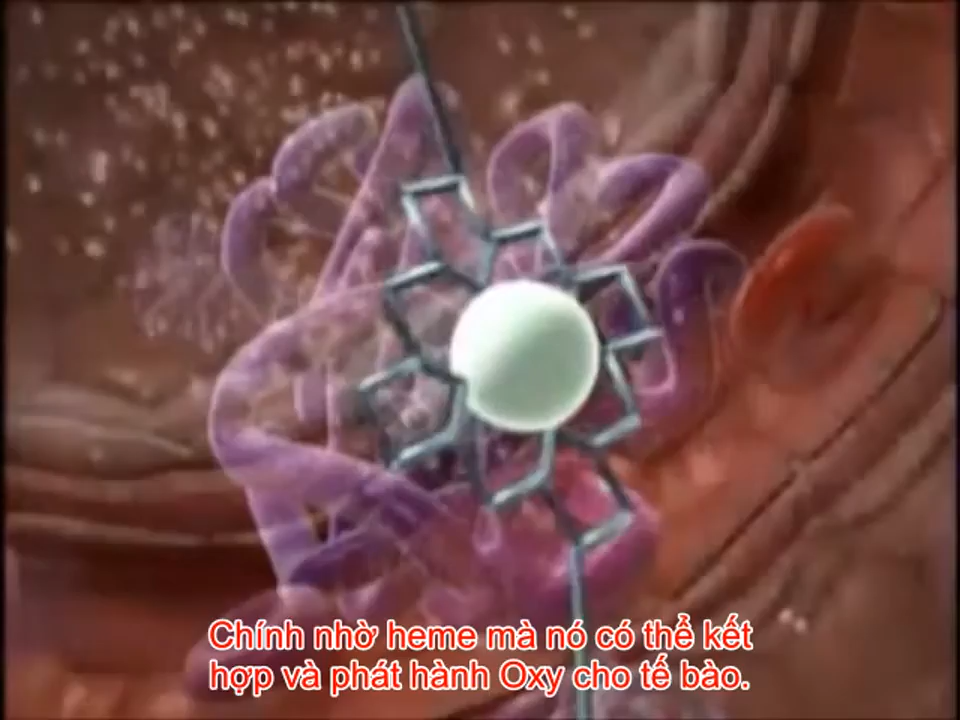 Chính nhờ heme mà nó có thể kết
hợp và phát hành Oxy cho tế bào.